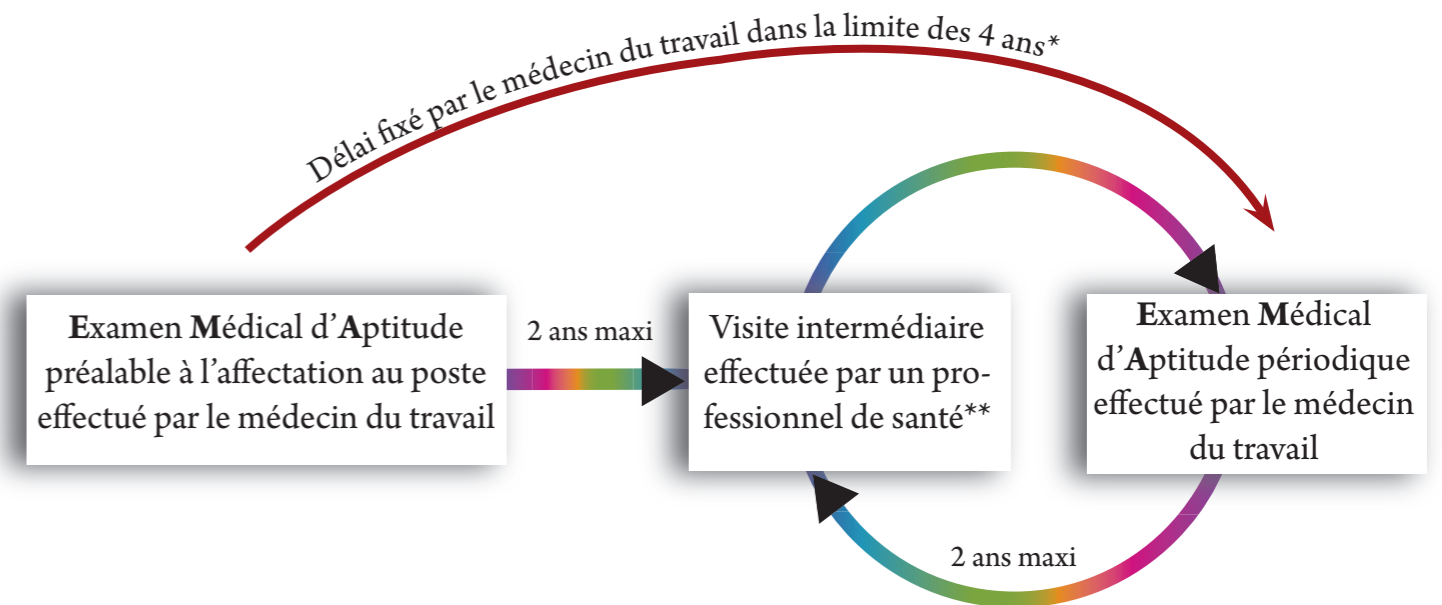 Délai fixé par le médecin du travail dans la limite des 4 ans*
Examen Médical d'Aptitude
préalable à l'affectation au poste
effectué par le médecin du travail
2 ans maxi
Visite intermédiaire
effectuée par un pro-
fessionnel de santé**
Examen Médical
d'Aptitude périodique
effectué par le médecin
du travail
2 ans maxi